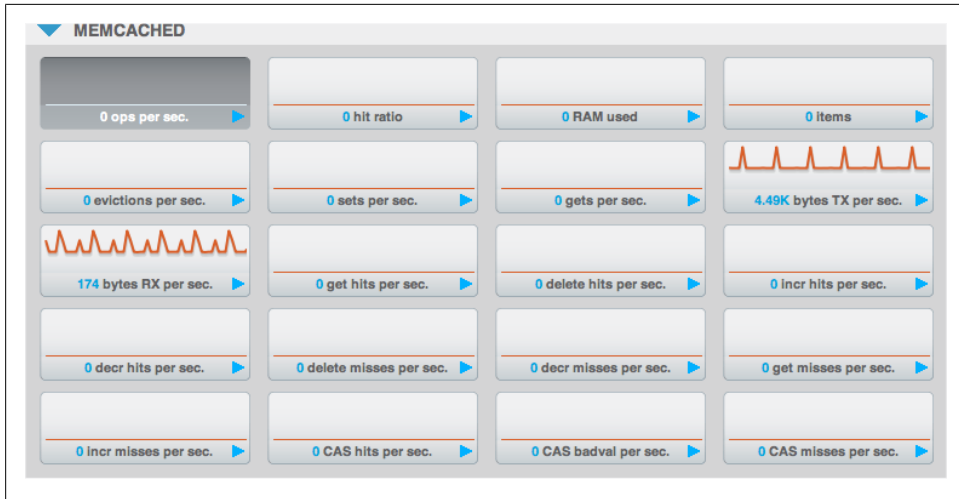 MEMCACHED
0 ops per sec.
0 hit ratio
0 RAM used
0 items
0 evictions per sec.
0 sets per sec.
0 gets per sec.
4.49K bytes TX per sec.
174 bytes RX per sec.
0 get hits per sec.
0 delete hits per sec.
0 incr hits per sec.
0 decr hits per sec.
0 delete misses per sec.
0 decr misses per sec.
0 get misses per sec.
0 incr misses per sec.
0 CAS hits per sec.
0 CAS badval per sec.
0 CAS misses per sec.